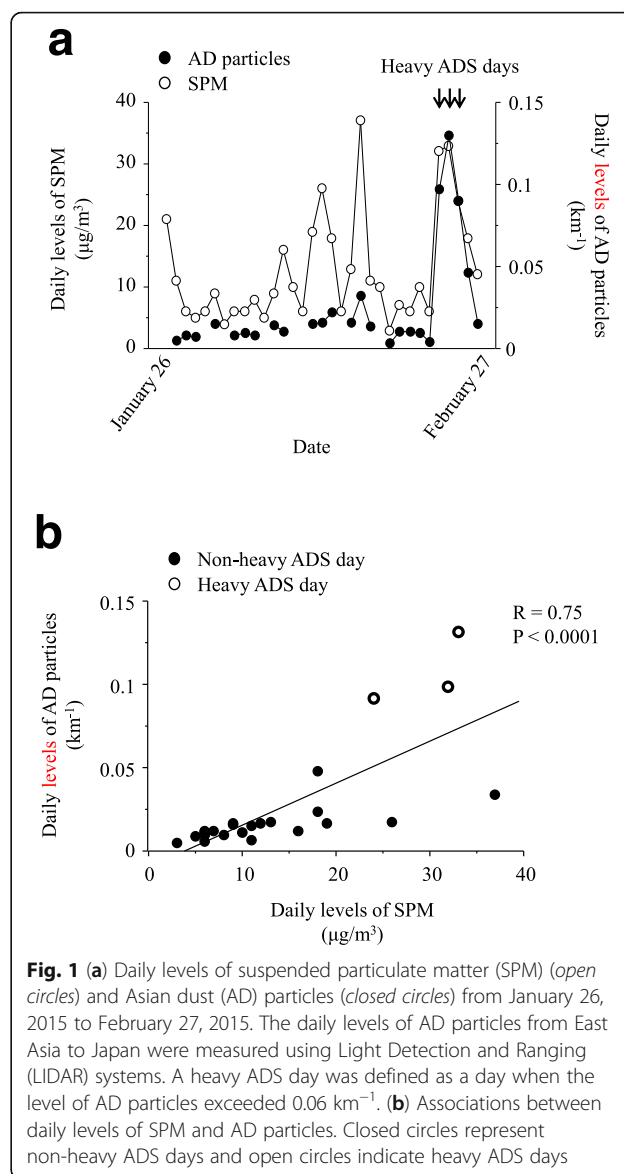 a
AD particles
SPM
Heavy ADS days
40
30
20
10
0
0.15
0.1
0.05
0
Daily levels of SPM
(µg/m³)
Daily levels of AD particles
(km⁻¹)
January 26
February 27
Date
b
Non-heavy ADS day
Heavy ADS day
0.15
0.1
0.05
0
R = 0.75
P < 0.0001
Daily levels of AD particles
(km⁻¹)
0
10
20
30
40
Daily levels of SPM
(µg/m³)
Fig. 1 (a) Daily levels of suspended particulate matter (SPM) (open
circles) and Asian dust (AD) particles (closed circles) from January 26,
2015 to February 27, 2015. The daily levels of AD particles from East
Asia to Japan were measured using Light Detection and Ranging
(LIDAR) systems. A heavy ADS day was defined as a day when the
level of AD particles exceeded 0.06 km⁻¹. (b) Associations between
daily levels of SPM and AD particles. Closed circles represent
non-heavy ADS days and open circles indicate heavy ADS days